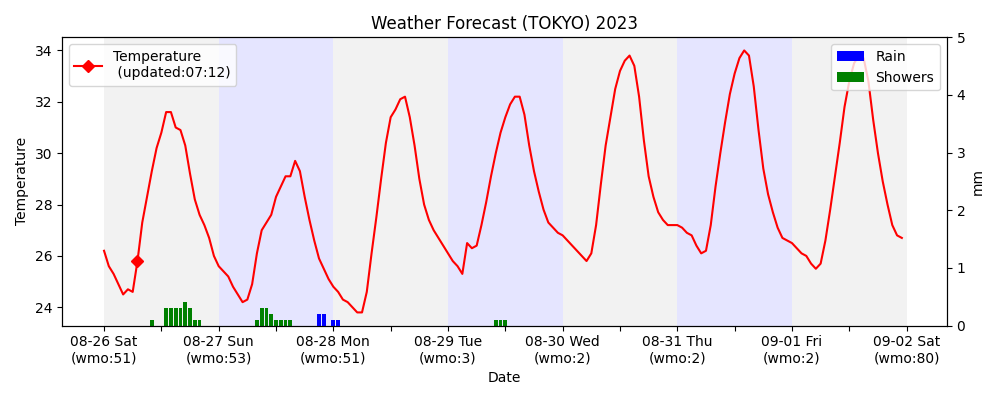 Weather Forecast (TOKYO) 2023
Temperature
(updated:07:12)
Rain
Showers
34
32
30
28
26
24
Temperature
5
4
3
2
1
0
mm
08-26 Sat
(wmo:51)
08-27 Sun
(wmo:53)
08-28 Mon
(wmo:51)
08-29 Tue
(wmo:3)
08-30 Wed
(wmo:2)
08-31 Thu
(wmo:2)
09-01 Fri
(wmo:2)
09-02 Sat
(wmo:80)
Date